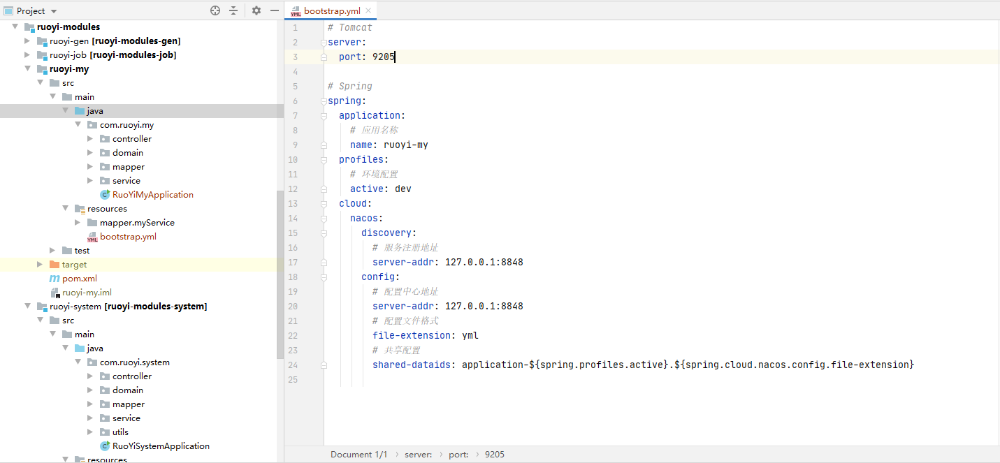 Project
ruoyi-modules
ruoyi-gen [ruoyi-modules-gen]
ruoyi-job [ruoyi-modules-job]
ruoyi-my
src
main
java
com.ruoyi.my
controller
domain
mapper
service
RuoYiMyApplication
resources
mapper.myService
bootstrap.yml
test
target
pom.xml
ruoyi-my.iml
ruoyi-system [ruoyi-modules-system]
src
main
java
com.ruoyi.system
controller
domain
mapper
service
utils
RuoYiSystemApplication
resources
bootstrap.yml
1 # Tomcat
2 server:
3   port: 9205
4
5 # Spring
6 spring:
7   application:
8     # 应用名称
9     name: ruoyi-my
10   profiles:
11     # 环境配置
12     active: dev
13   cloud:
14     nacos:
15       discovery:
16         # 服务注册地址
17         server-addr: 127.0.0.1:8848
18       config:
19         # 配置中心地址
20         server-addr: 127.0.0.1:8848
21         # 配置文件格式
22         file-extension: yml
23         # 共享配置
24         shared-dataids: application-${spring.profiles.active}.${spring.cloud.nacos.config.file-extension}
25
Document 1/1 › server: › port: › 9205